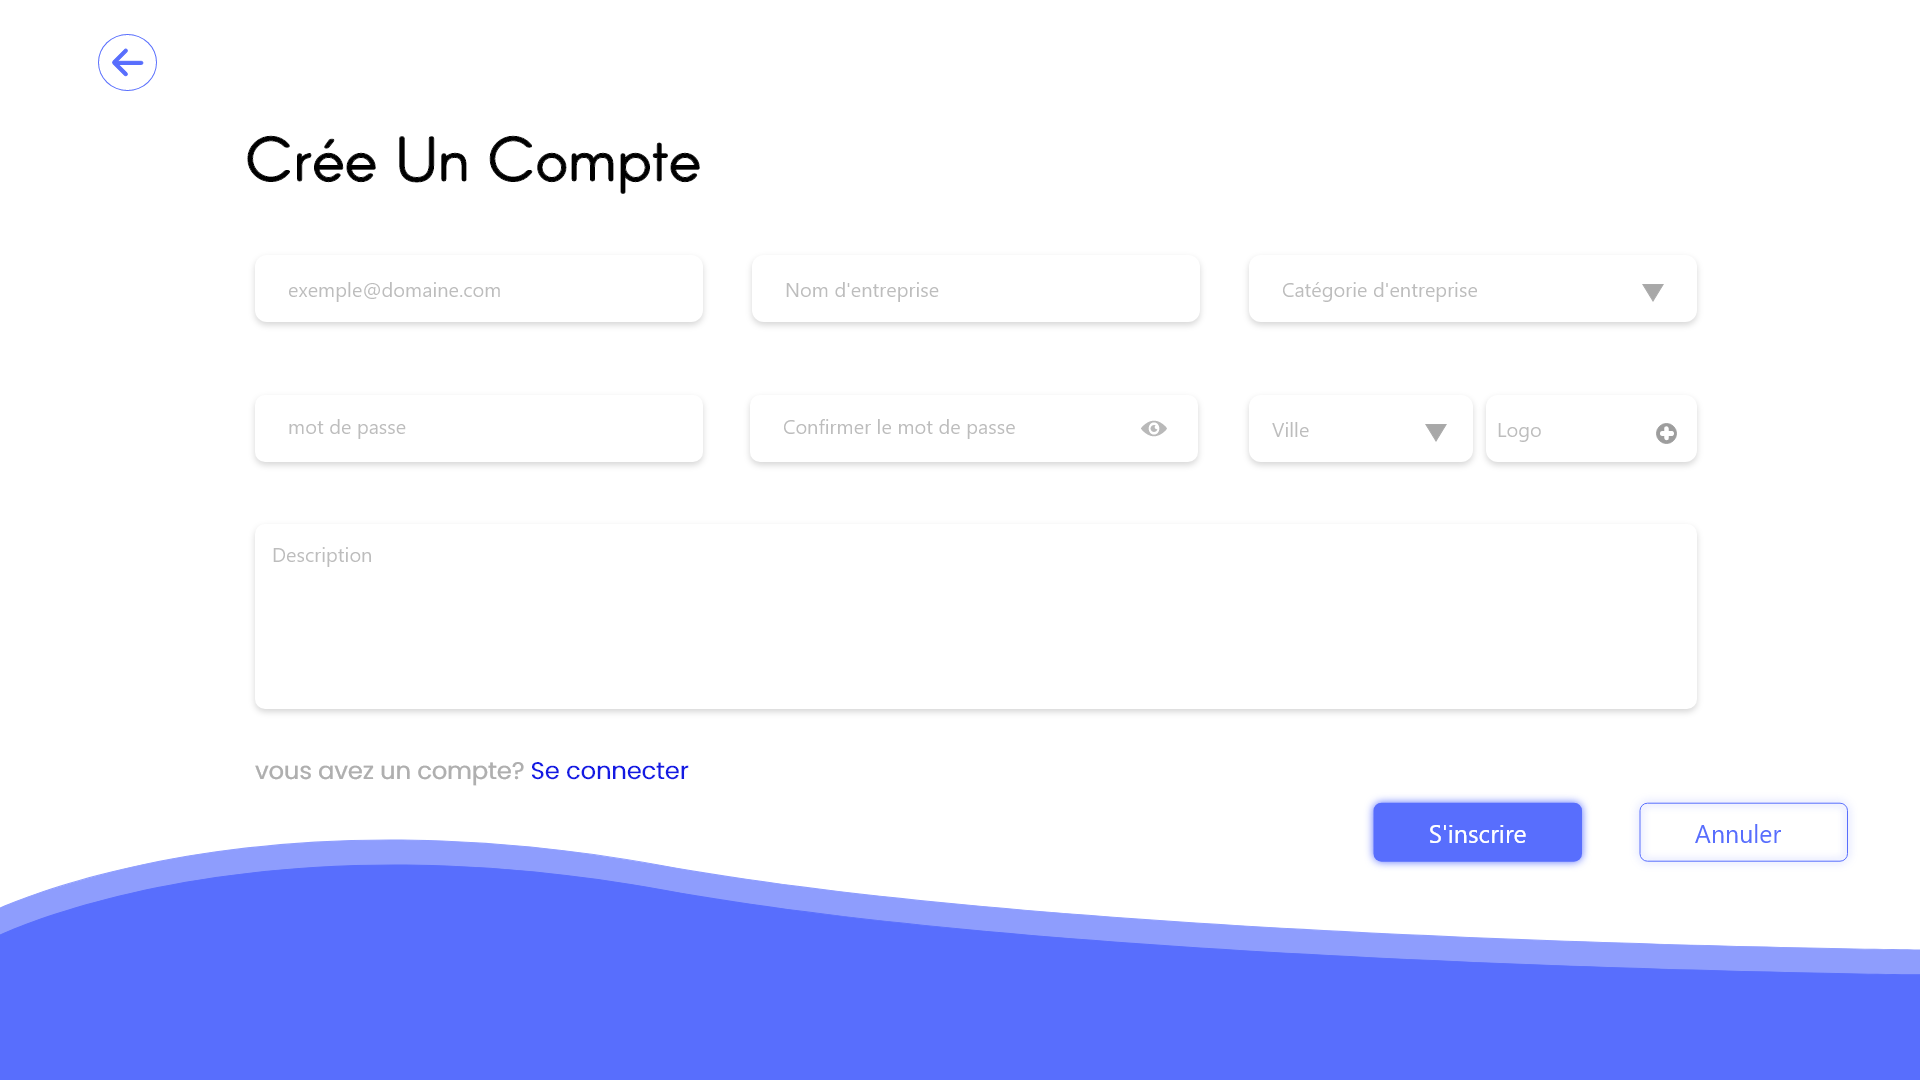 Crée Un Compte
exemple@domaine.com
Nom d'entreprise
Catégorie d'entreprise
mot de passe
Confirmer le mot de passe
Ville
Logo
Description
vous avez un compte? Se connecter
S'inscrire
Annuler